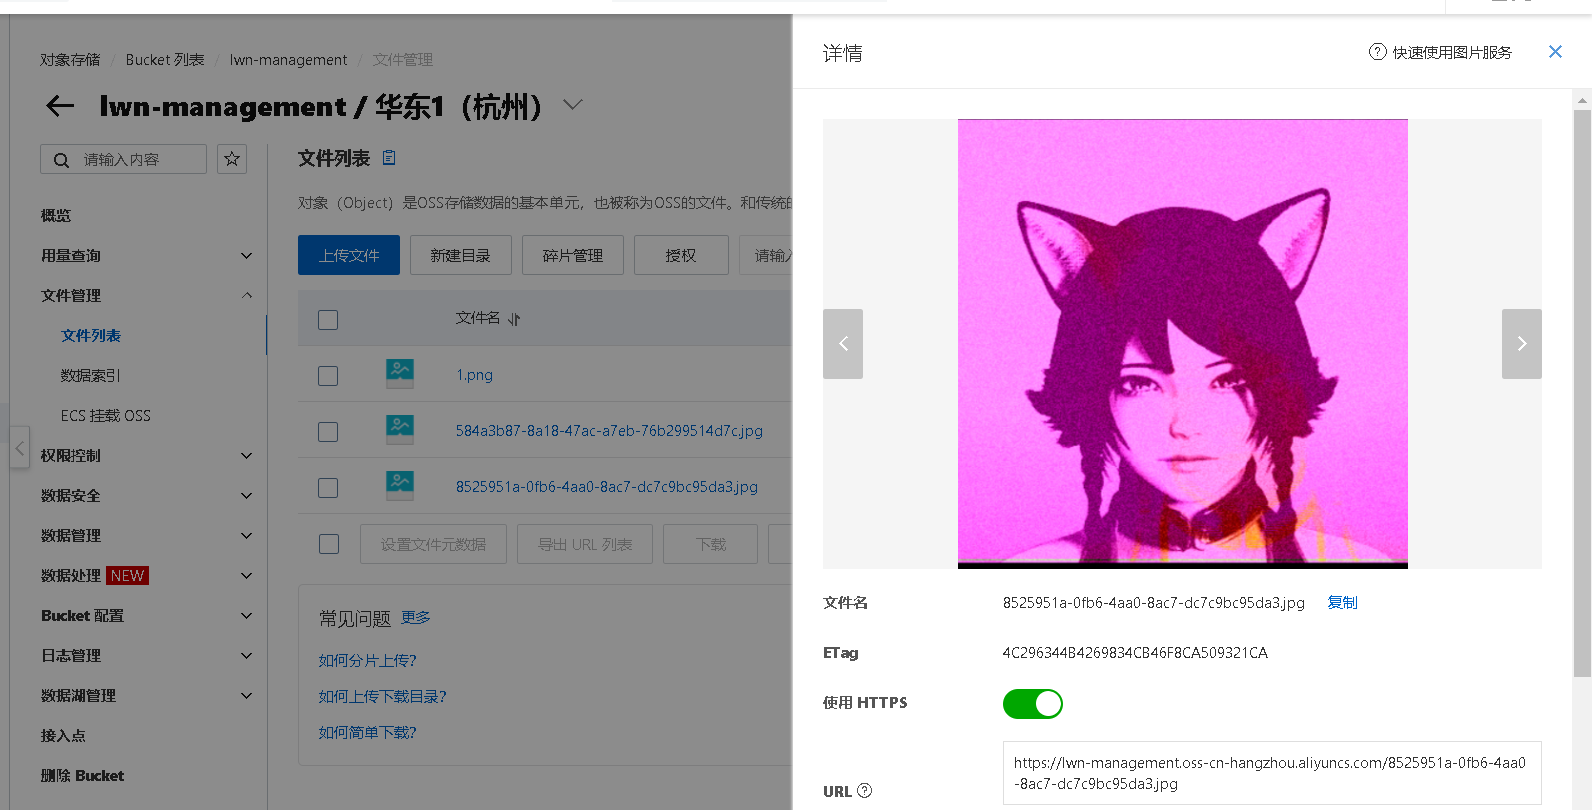 对象存储 / Bucket 列表 / lwn-management / 文件管理
lwn-management / 华东1（杭州）
请输入内容
概览
用量查询
文件管理
文件列表
数据索引
ECS 挂载 OSS
权限控制
数据安全
数据管理
数据处理 NEW
Bucket 配置
日志管理
数据湖管理
接入点
删除 Bucket
文件列表
对象（Object）是OSS存储数据的基本单元，也被称为OSS的文件。和传统的
上传文件 新建目录 碎片管理 授权 请输入
文件名
1.png
584a3b87-8a18-47ac-a7eb-76b299514d7c.jpg
8525951a-0fb6-4aa0-8ac7-dc7c9bc95da3.jpg
设置文件元数据 导出 URL 列表 下载
常见问题 更多
如何分片上传?
如何上传下载目录?
如何简单下载?
详情
快速使用图片服务
文件名 8525951a-0fb6-4aa0-8ac7-dc7c9bc95da3.jpg 复制
ETag 4C296344B4269834CB46F8CA509321CA
使用 HTTPS
URL
https://lwn-management.oss-cn-hangzhou.aliyuncs.com/8525951a-0fb6-4aa0
-8ac7-dc7c9bc95da3.jpg